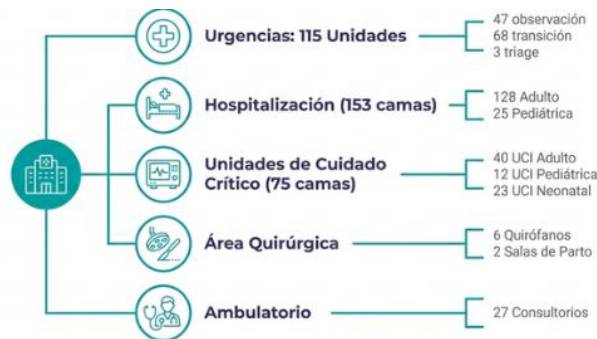 Urgencias: 115 Unidades
47 observación
68 transición
3 triage
Hospitalización (153 camas)
128 Adulto
25 Pediátrica
Unidades de Cuidado
Crítico (75 camas)
40 UCI Adulto
12 UCI Pediátrica
23 UCI Neonatal
Área Quirúrgica
6 Quirófanos
2 Salas de Parto
Ambulatorio
27 Consultorios